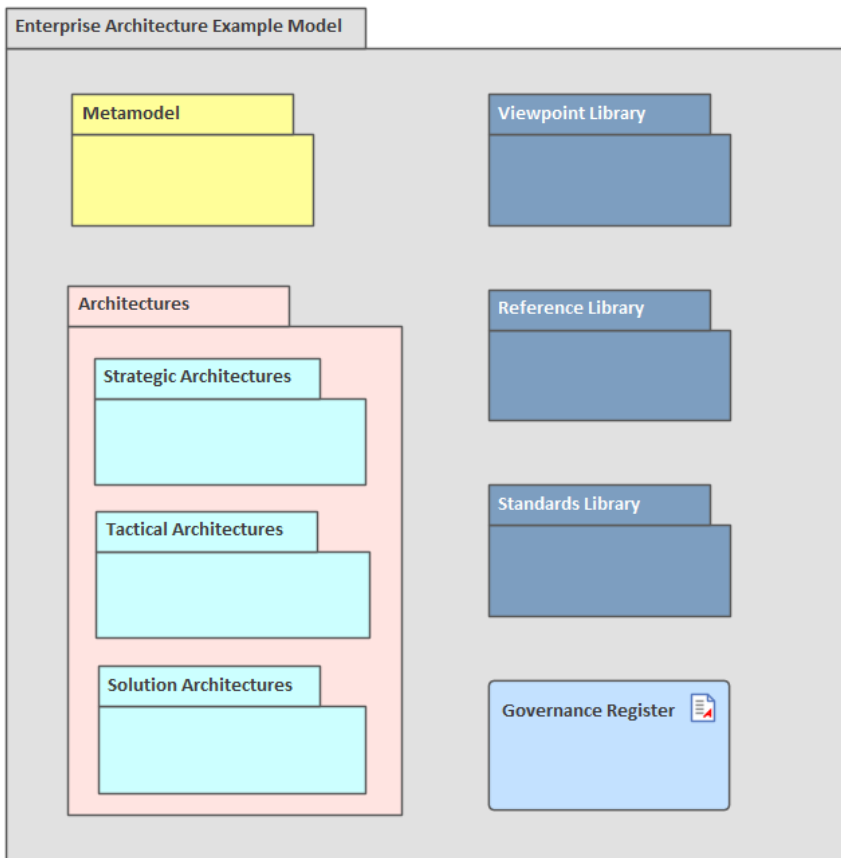 Enterprise Architecture Example Model
Metamodel
Viewpoint Library
Architectures
Reference Library
Strategic Architectures
Standards Library
Tactical Architectures
Solution Architectures
Governance Register